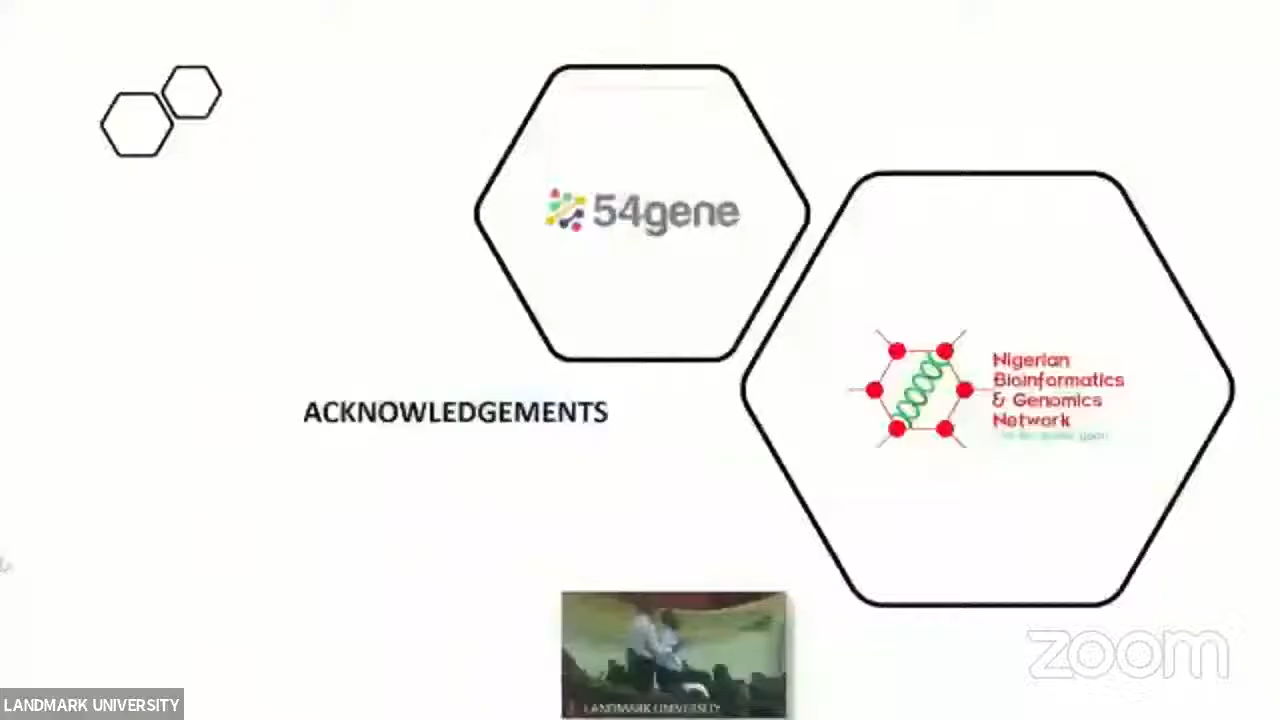 54gene
Nigerian
Bioinformatics
& Genomics
Network
ACKNOWLEDGEMENTS
zoom
LANDMARK UNIVERSITY
LANDMARK UNIVERSITY